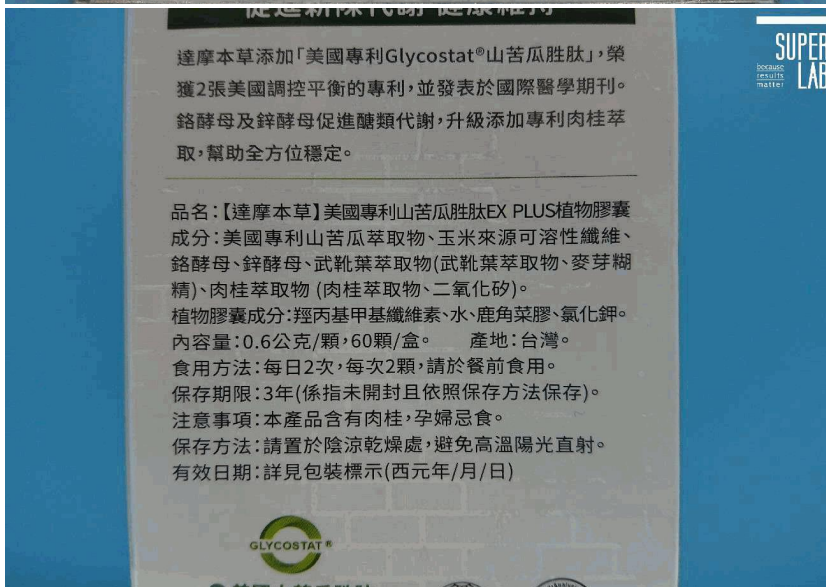 促進新陳代謝 健康維持
達摩本草添加「美國專利Glycostat®山苦瓜胜肽」,榮
獲2張美國調控平衡的專利,並發表於國際醫學期刊。
鉻酵母及鋅酵母促進醣類代謝,升級添加專利肉桂萃
取,幫助全方位穩定。
品名:【達摩本草】美國專利山苦瓜胜肽EX PLUS植物膠囊
成分:美國專利山苦瓜萃取物、玉米來源可溶性纖維、
鉻酵母、鋅酵母、武靴葉萃取物(武靴葉萃取物、麥芽糊
精)、肉桂萃取物 (肉桂萃取物、二氧化矽)。
植物膠囊成分:羥丙基甲基纖維素、水、鹿角菜膠、氯化鉀。
內容量:0.6公克/顆,60顆/盒。 產地:台灣。
食用方法:每日2次,每次2顆,請於餐前食用。
保存期限:3年(係指未開封且依照保存方法保存)。
注意事項:本產品含有肉桂,孕婦忌食。
保存方法:請置於陰涼乾燥處,避免高溫陽光直射。
有效日期:詳見包裝標示(西元年/月/日)
GLYCOSTAT®
SUPER
because
results
matter
LAB